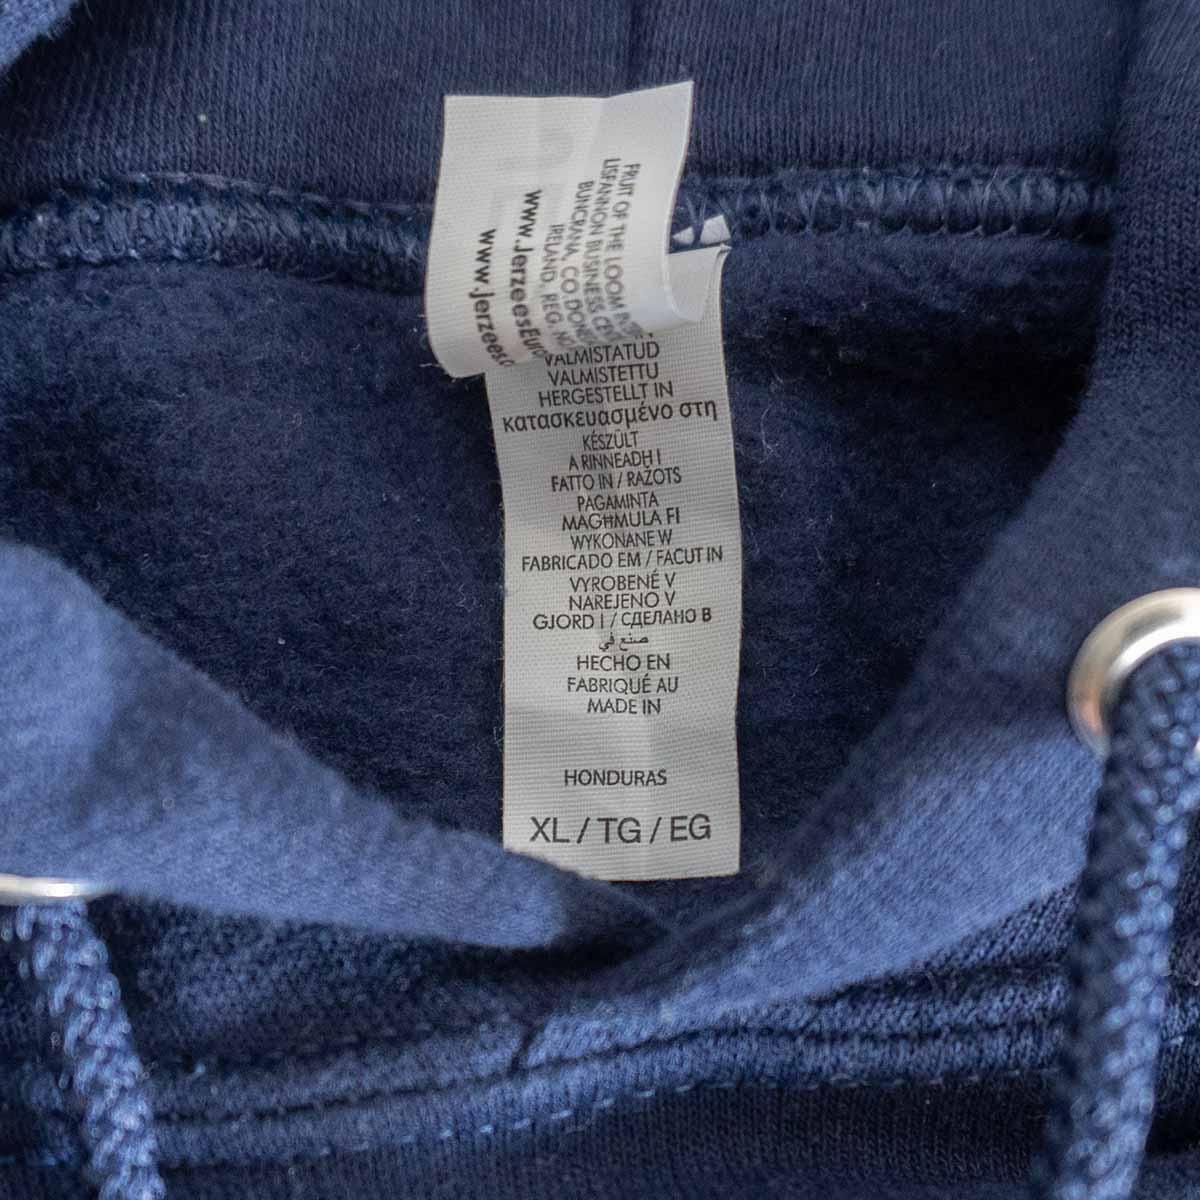 FRUIT OF THE LOOM
LISFANNON BUSINESS
BUNCRANA, CO.
IRELAND. REG.
www.JerzeesEuro
www.Jerzees.c
VALMISTATUD
VALMISTETTU
HERGESTELLT IN
κατασκευασμένο στη
KÉSZÜLT
A RINNEADH I
FATTO IN / RAŽOTS
PAGAMINTA
MAGĦMULA FI
WYKONANE W
FABRICADO EM / FACUT IN
VYROBENÉ V
NAREJENO V
GJORD I / СДЕЛАНО В
صنع في
HECHO EN
FABRIQUÉ AU
MADE IN
HONDURAS
XL / TG / EG